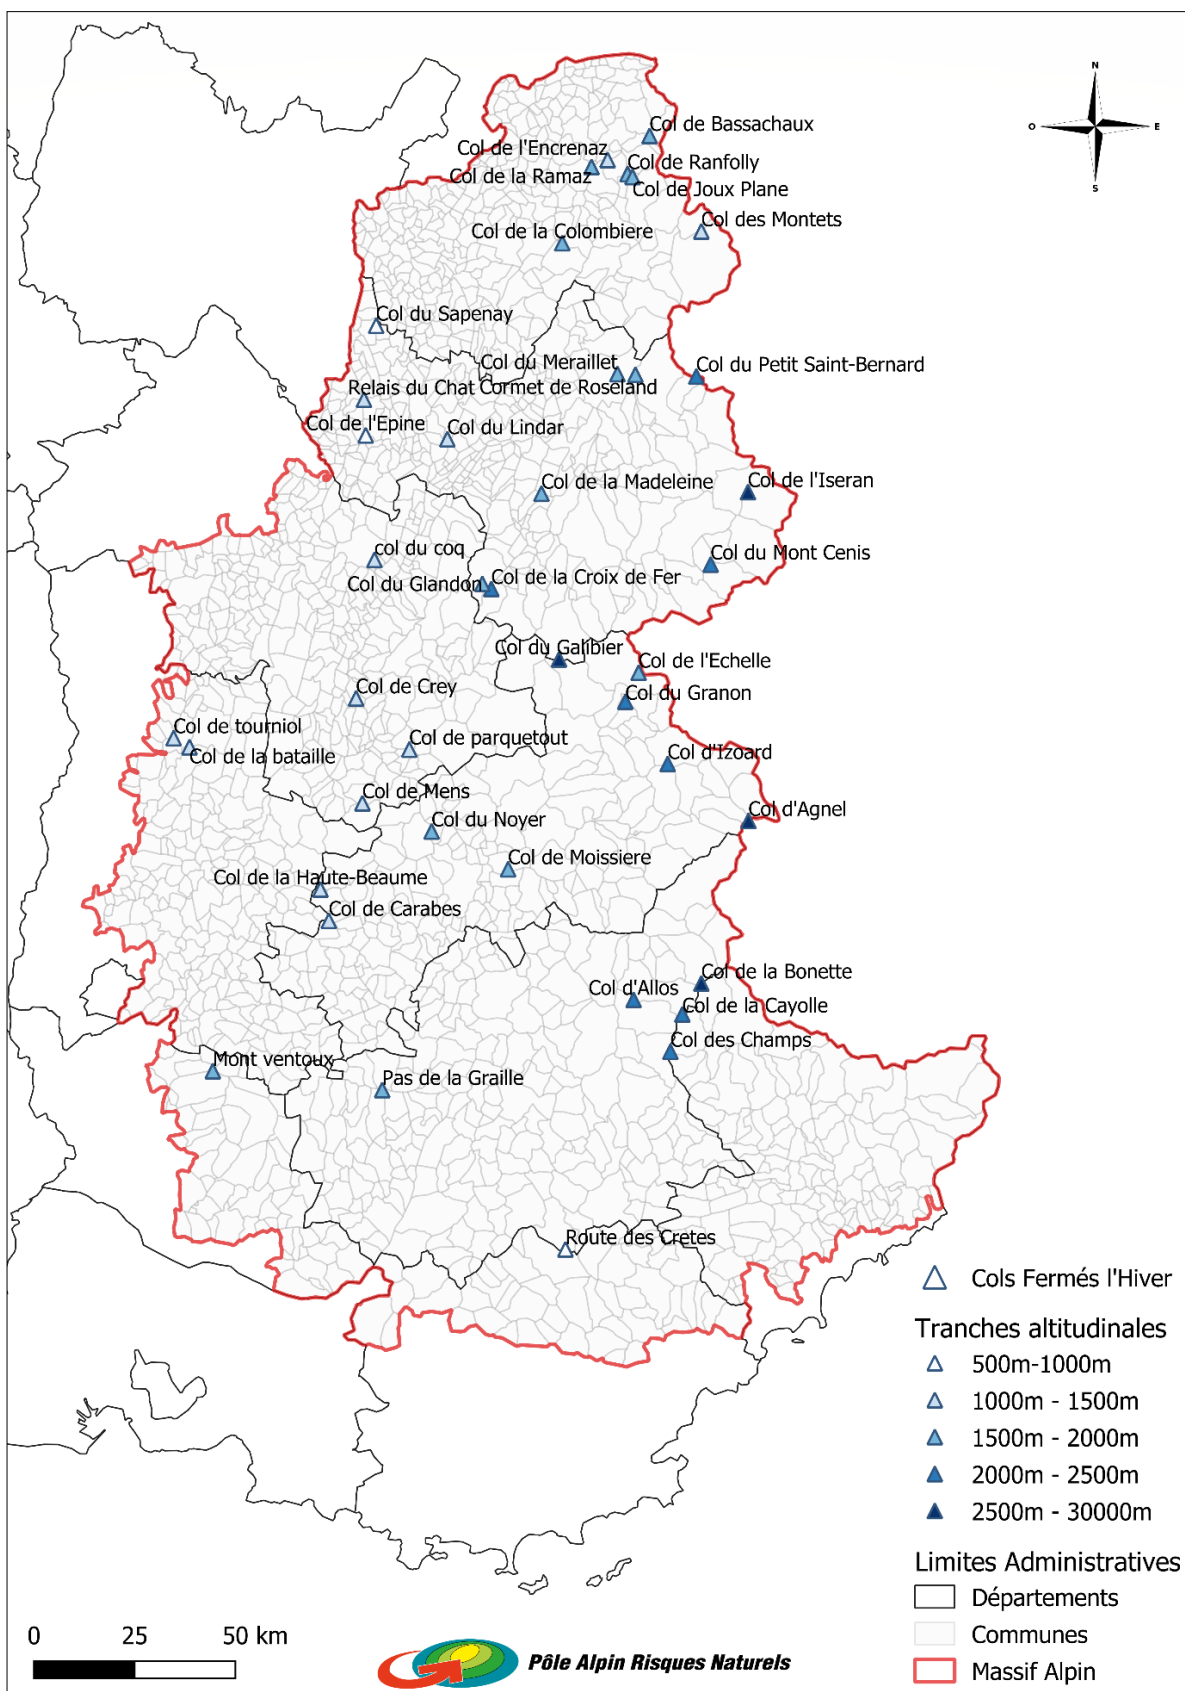 N
O
E
S
Col de Bassachaux
Col de l'Encrenaz
Col de Ranfolly
Col de la Ramaz
Col de Joux Plane
Col des Montets
Col de la Colombiere
Col du Sapenay
Col du Meraillet
Col du Petit Saint-Bernard
Relais du Chat
Cormet de Roseland
Col de l'Epine
Col du Lindar
Col de la Madeleine
Col de l'Iseran
col du coq
Col du Mont Cenis
Col du Glandon
Col de la Croix de Fer
Col du Galibier
Col de l'Echelle
Col de Crey
Col du Granon
Col de tourniol
Col de parquetout
Col de la bataille
Col d'Izoard
Col de Mens
Col d'Agnel
Col du Noyer
Col de Moissiere
Col de la Haute-Beaume
Col de Carabes
Col de la Bonette
Col d'Allos
Col de la Cayolle
Col des Champs
Mont ventoux
Pas de la Graille
Route des Cretes
Cols Fermés l'Hiver
Tranches altitudinales
500m-1000m
1000m - 1500m
1500m - 2000m
2000m - 2500m
2500m - 30000m
Limites Administratives
Départements
Communes
Massif Alpin
0 25 50 km
Pôle Alpin Risques Naturels